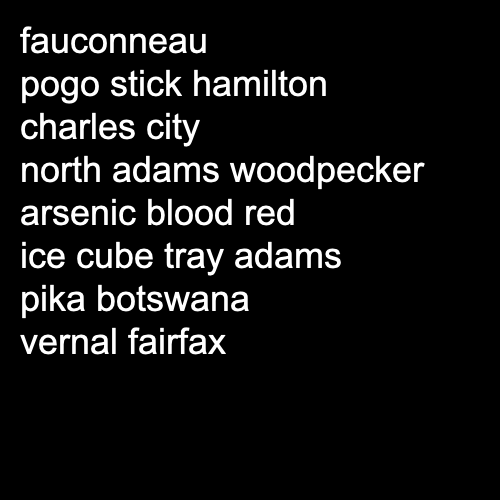 fauconneau
pogo stick hamilton
charles city
north adams woodpecker
arsenic blood red
ice cube tray adams
pika botswana
vernal fairfax